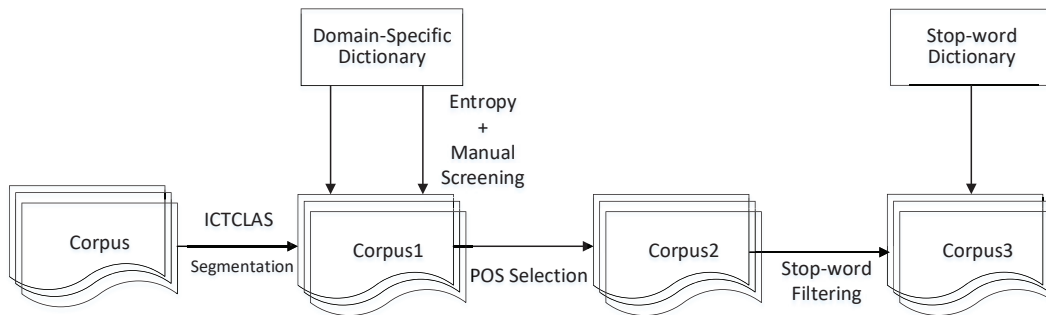 Domain-Specific
Dictionary
Stop-word
Dictionary
Entropy
+
Manual
Screening
Corpus
ICTCLAS
Segmentation
Corpus1
POS Selection
Corpus2
Stop-word
Filtering
Corpus3